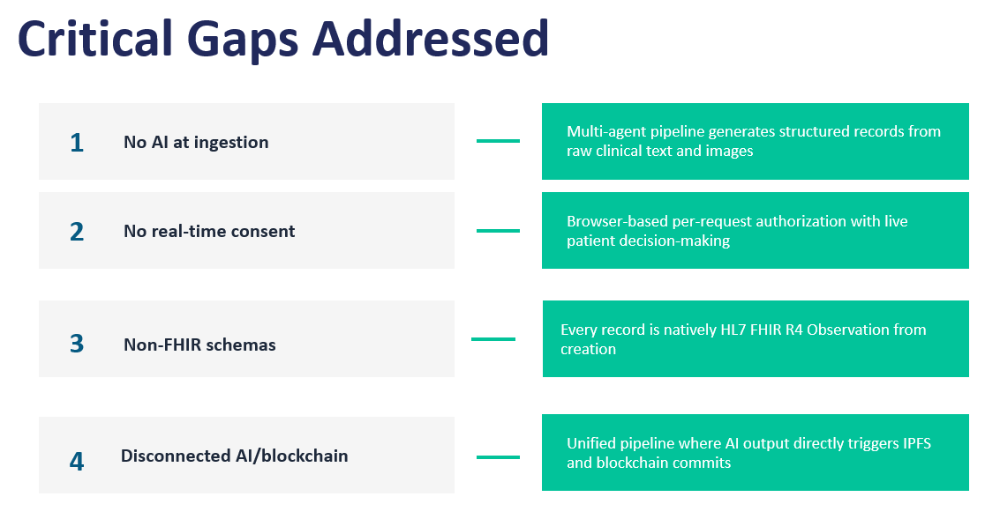 Critical Gaps Addressed
1
No AI at ingestion
Multi-agent pipeline generates structured records from
raw clinical text and images
2
No real-time consent
Browser-based per-request authorization with live
patient decision-making
3
Non-FHIR schemas
Every record is natively HL7 FHIR R4 Observation from
creation
4
Disconnected AI/blockchain
Unified pipeline where AI output directly triggers IPFS
and blockchain commits